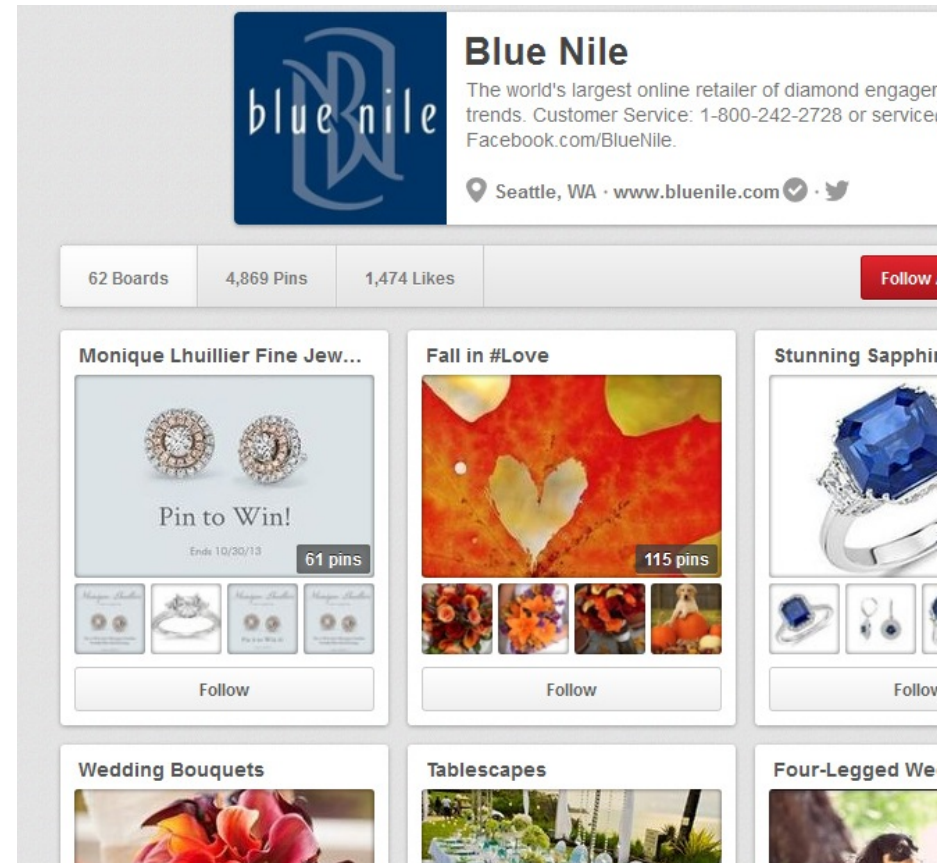 blue nile
Blue Nile
The world's largest online retailer of diamond engager
trends. Customer Service: 1-800-242-2728 or service
Facebook.com/BlueNile.
Seattle, WA · www.bluenile.com ·
62 Boards
4,869 Pins
1,474 Likes
Follow
Monique Lhuillier Fine Jew...
Fall in #Love
Stunning Sapphi
Pin to Win!
Ends 10/30/13
61 pins
115 pins
Follow
Follow
Follow
Wedding Bouquets
Tablescapes
Four-Legged We